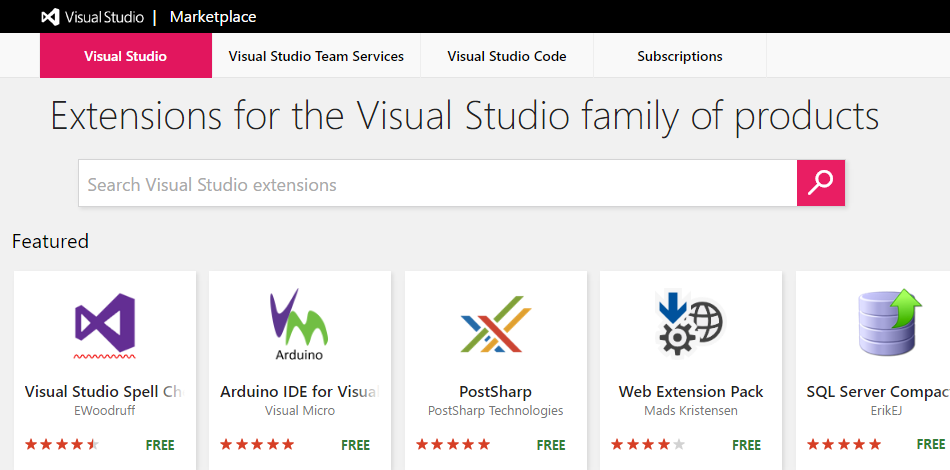 Visual Studio | Marketplace
Visual Studio Visual Studio Team Services Visual Studio Code Subscriptions
Extensions for the Visual Studio family of products
Search Visual Studio extensions
Featured
Arduino
Visual Studio Spell Ch Arduino IDE for Visual PostSharp Web Extension Pack SQL Server Compac
EWoodruff Visual Micro PostSharp Technologies Mads Kristensen ErikEJ
FREE FREE FREE FREE FREE